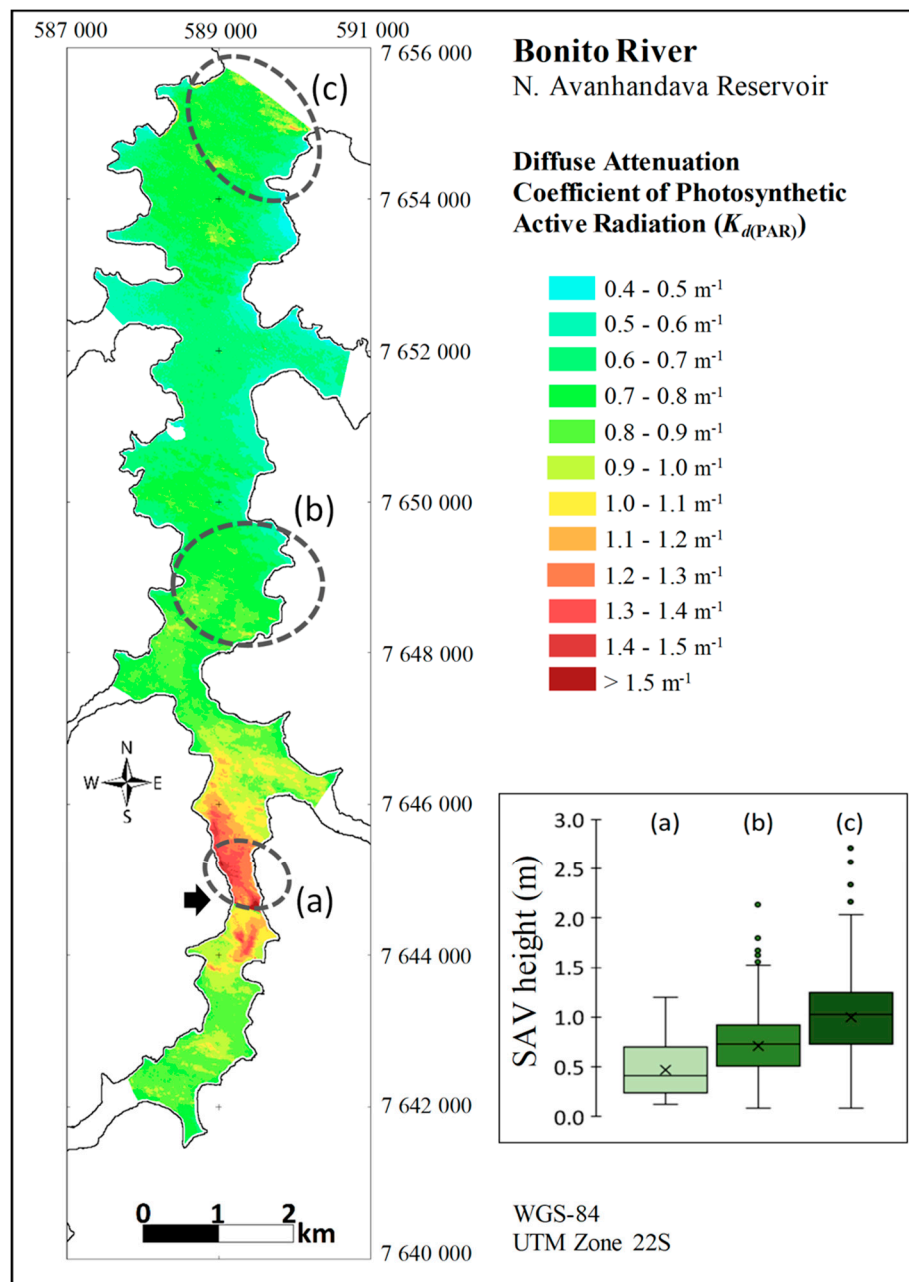 587 000 589 000 591 000
7 656 000
7 654 000
7 652 000
7 650 000
7 648 000
7 646 000
7 644 000
7 642 000
7 640 000
(c)
(b)
(a)
N
W E
S
0 1 2
km
Bonito River
N. Avanhandava Reservoir
Diffuse Attenuation
Coefficient of Photosynthetic
Active Radiation (Kd(PAR))
0.4 - 0.5 m-1
0.5 - 0.6 m-1
0.6 - 0.7 m-1
0.7 - 0.8 m-1
0.8 - 0.9 m-1
0.9 - 1.0 m-1
1.0 - 1.1 m-1
1.1 - 1.2 m-1
1.2 - 1.3 m-1
1.3 - 1.4 m-1
1.4 - 1.5 m-1
> 1.5 m-1
SAV height (m)
3.0
2.5
2.0
1.5
1.0
0.5
0.0
(a) (b) (c)
WGS-84
UTM Zone 22S